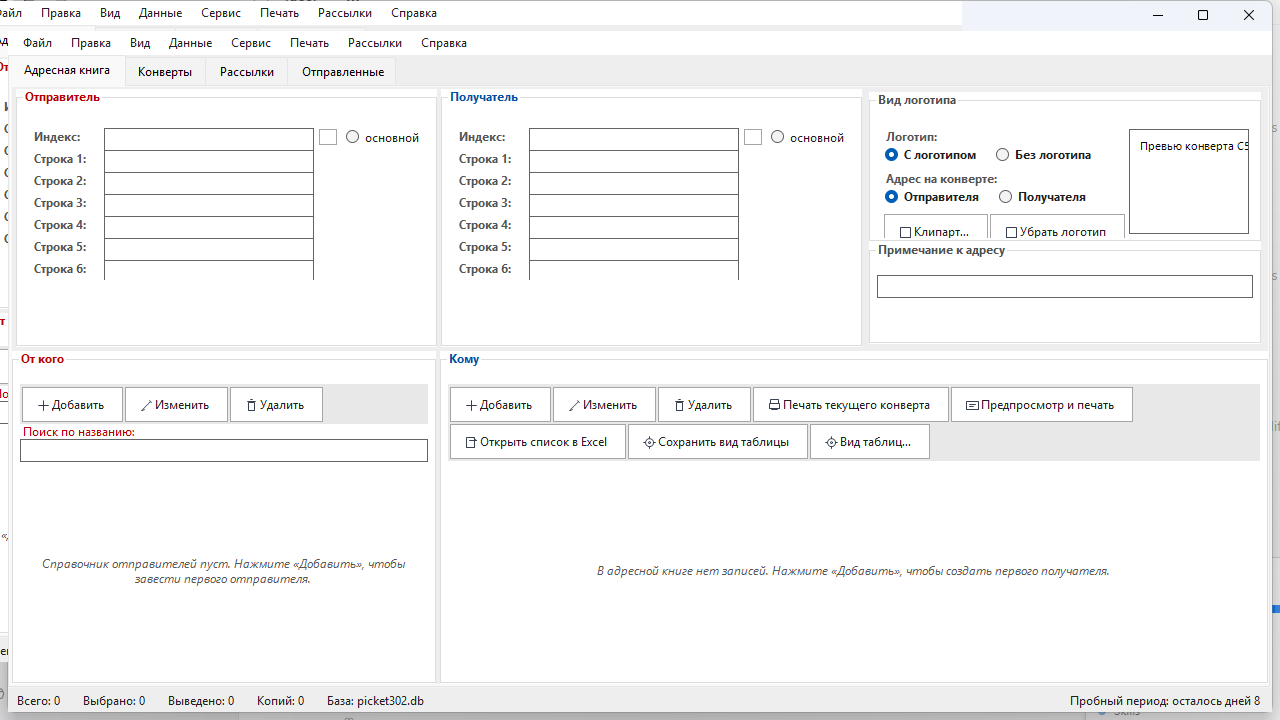 айл Правка Вид Данные Сервис Печать Рассылки Справка
Файл Правка Вид Данные Сервис Печать Рассылки Справка
Адресная книга Конверты Рассылки Отправленные
Отправитель Получатель Вид логотипа
Индекс: основной Индекс: основной Логотип:
Строка 1: Строка 1: С логотипом Без логотипа Превью конверта C5
Строка 2: Строка 2: Адрес на конверте:
Строка 3: Строка 3: Отправителя Получателя
Строка 4: Строка 4: Клипарт... Убрать логотип
Строка 5: Строка 5: Примечание к адресу
Строка 6: Строка 6:
От кого Кому
Добавить Изменить Удалить Добавить Изменить Удалить Печать текущего конверта Предпросмотр и печать
Поиск по названию: Открыть список в Excel Сохранить вид таблицы Вид таблиц...
Справочник отправителей пуст. Нажмите «Добавить», чтобы
завести первого отправителя.
В адресной книге нет записей. Нажмите «Добавить», чтобы создать первого получателя.
Всего: 0 Выбрано: 0 Выведено: 0 Копий: 0 База: picket302.db Пробный период: осталось дней 8